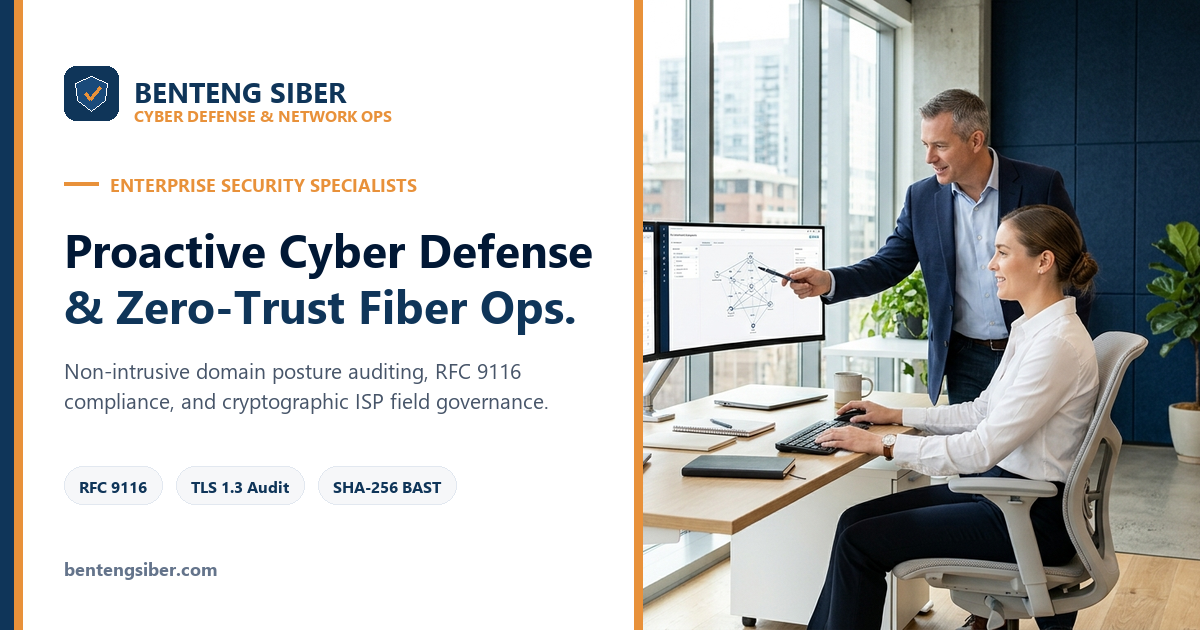 BENTENG SIBER
CYBER DEFENSE & NETWORK OPS
ENTERPRISE SECURITY SPECIALISTS
Proactive Cyber Defense
& Zero-Trust Fiber Ops.
Non-intrusive domain posture auditing, RFC 9116
compliance, and cryptographic ISP field governance.
RFC 9116
TLS 1.3 Audit
SHA-256 BAST
bentengsiber.com